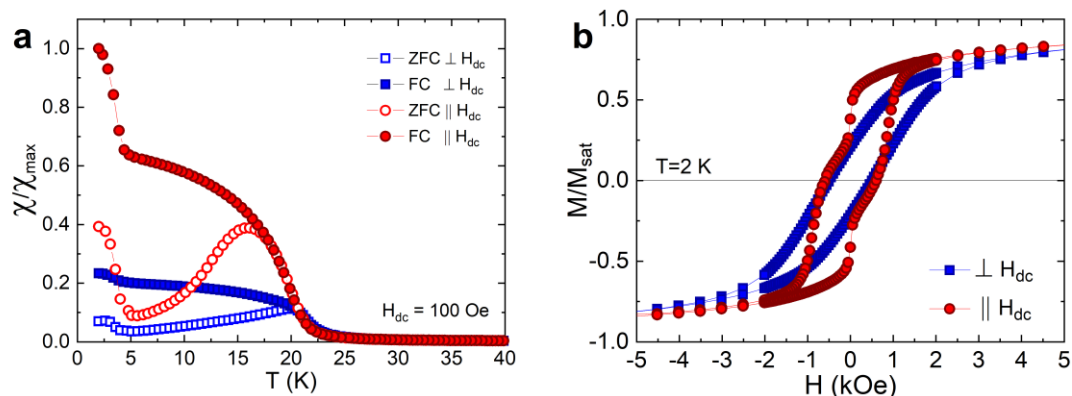 a
1.0
0.8
0.6
0.4
0.2
0.0
χ/χmax
ZFC ⊥ Hdc
FC ⊥ Hdc
ZFC || Hdc
FC || Hdc
Hdc = 100 Oe
0 5 10 15 20 25 30 35 40
T (K)
b
1.0
0.5
0.0
-0.5
-1.0
M/Msat
T=2 K
⊥ Hdc
|| Hdc
-5 -4 -3 -2 -1 0 1 2 3 4 5
H (kOe)